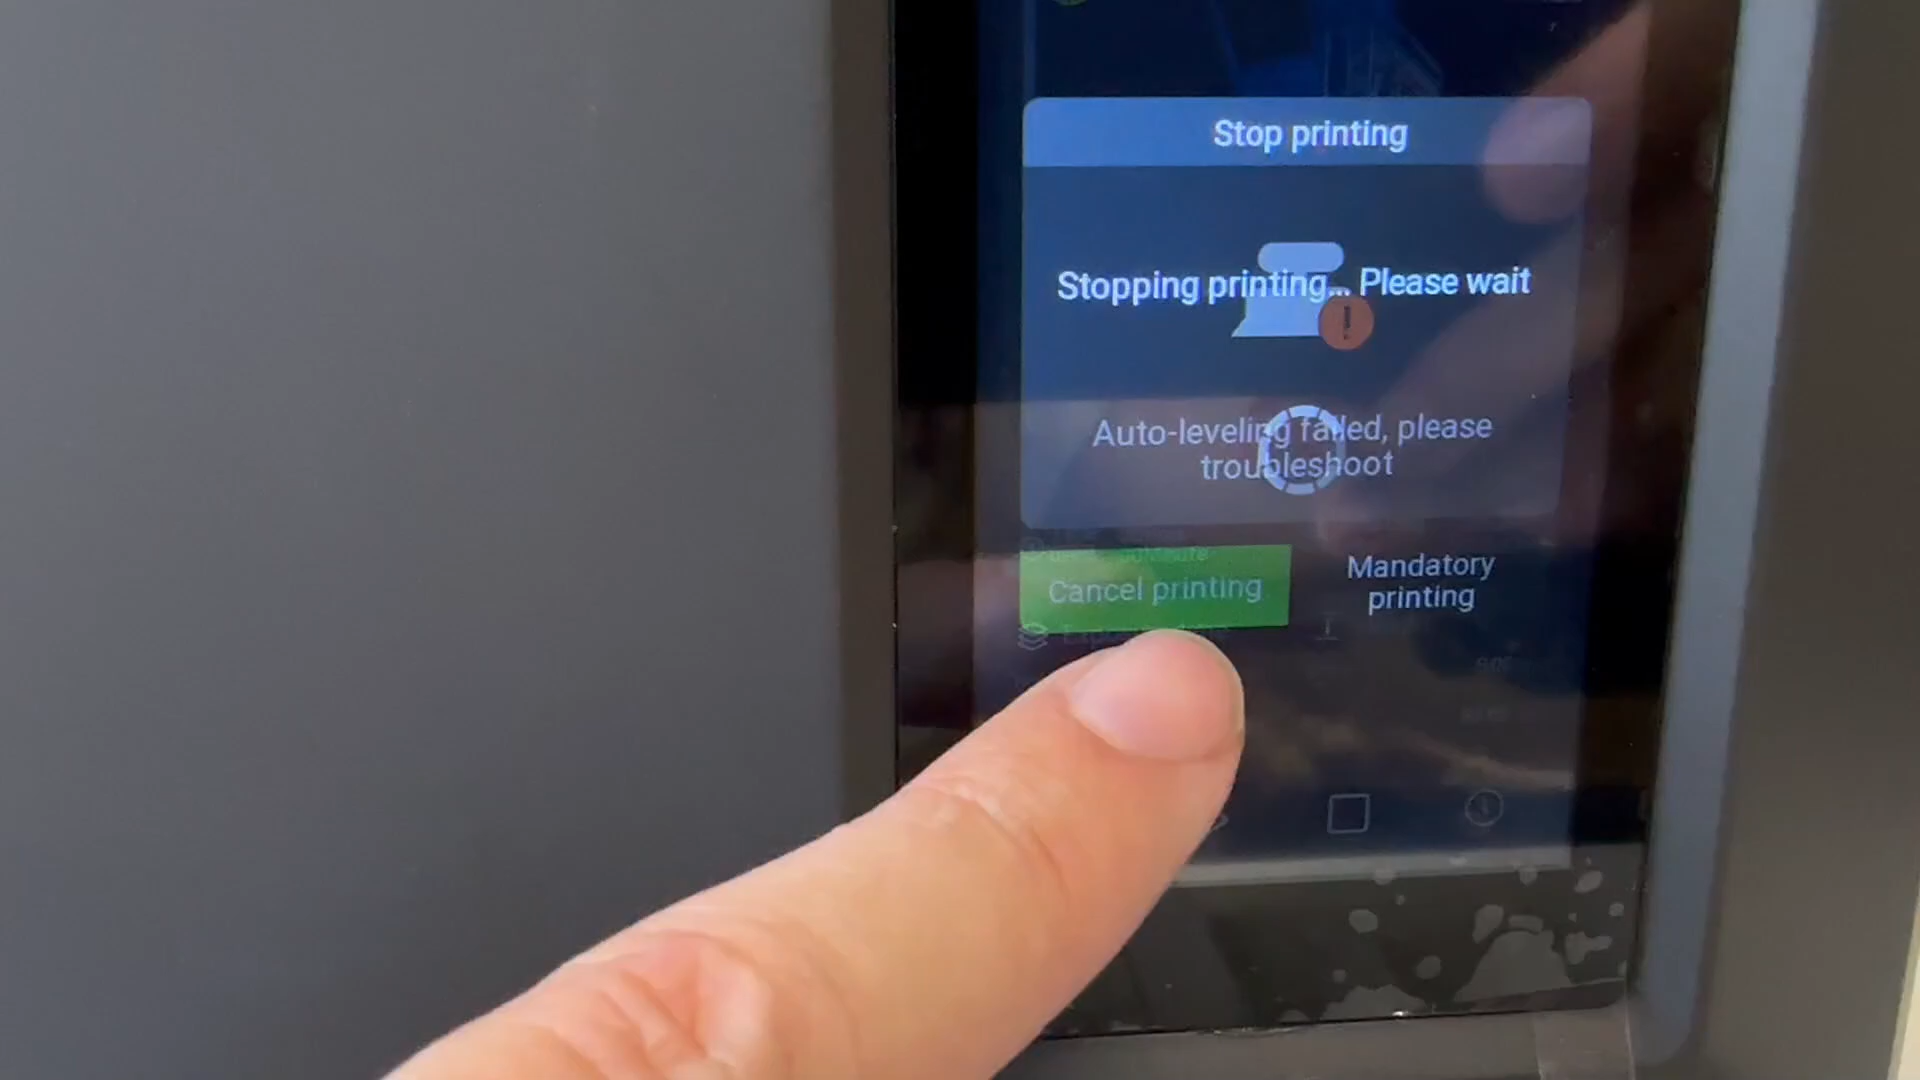 Stop printing
Stopping printing... Please wait
!
Auto-leveling failed, please
troubleshoot
Cancel printing
Mandatory
printing